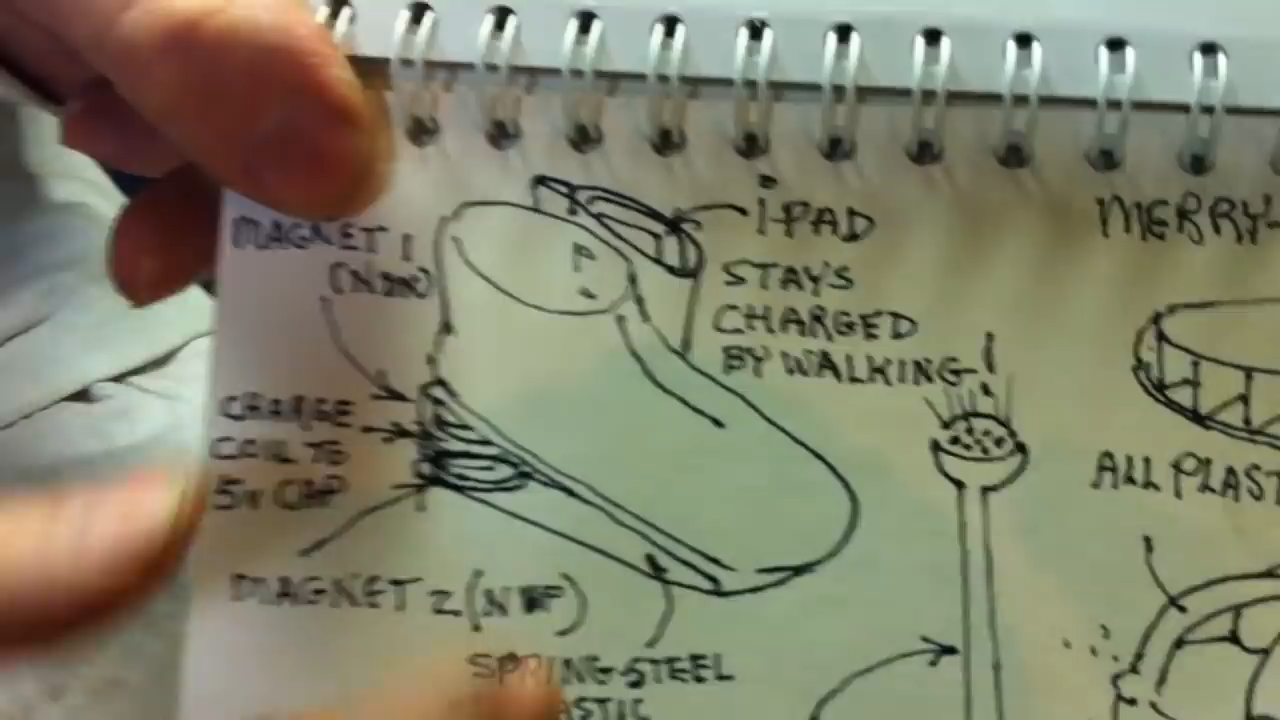 MAGNET 1
CHARGE
COIL TO
5V CAP
MAGNET 2
SPRING-STEEL
iPAD
STAYS
CHARGED
BY WALKING!
MERRY-
ALL PLAST